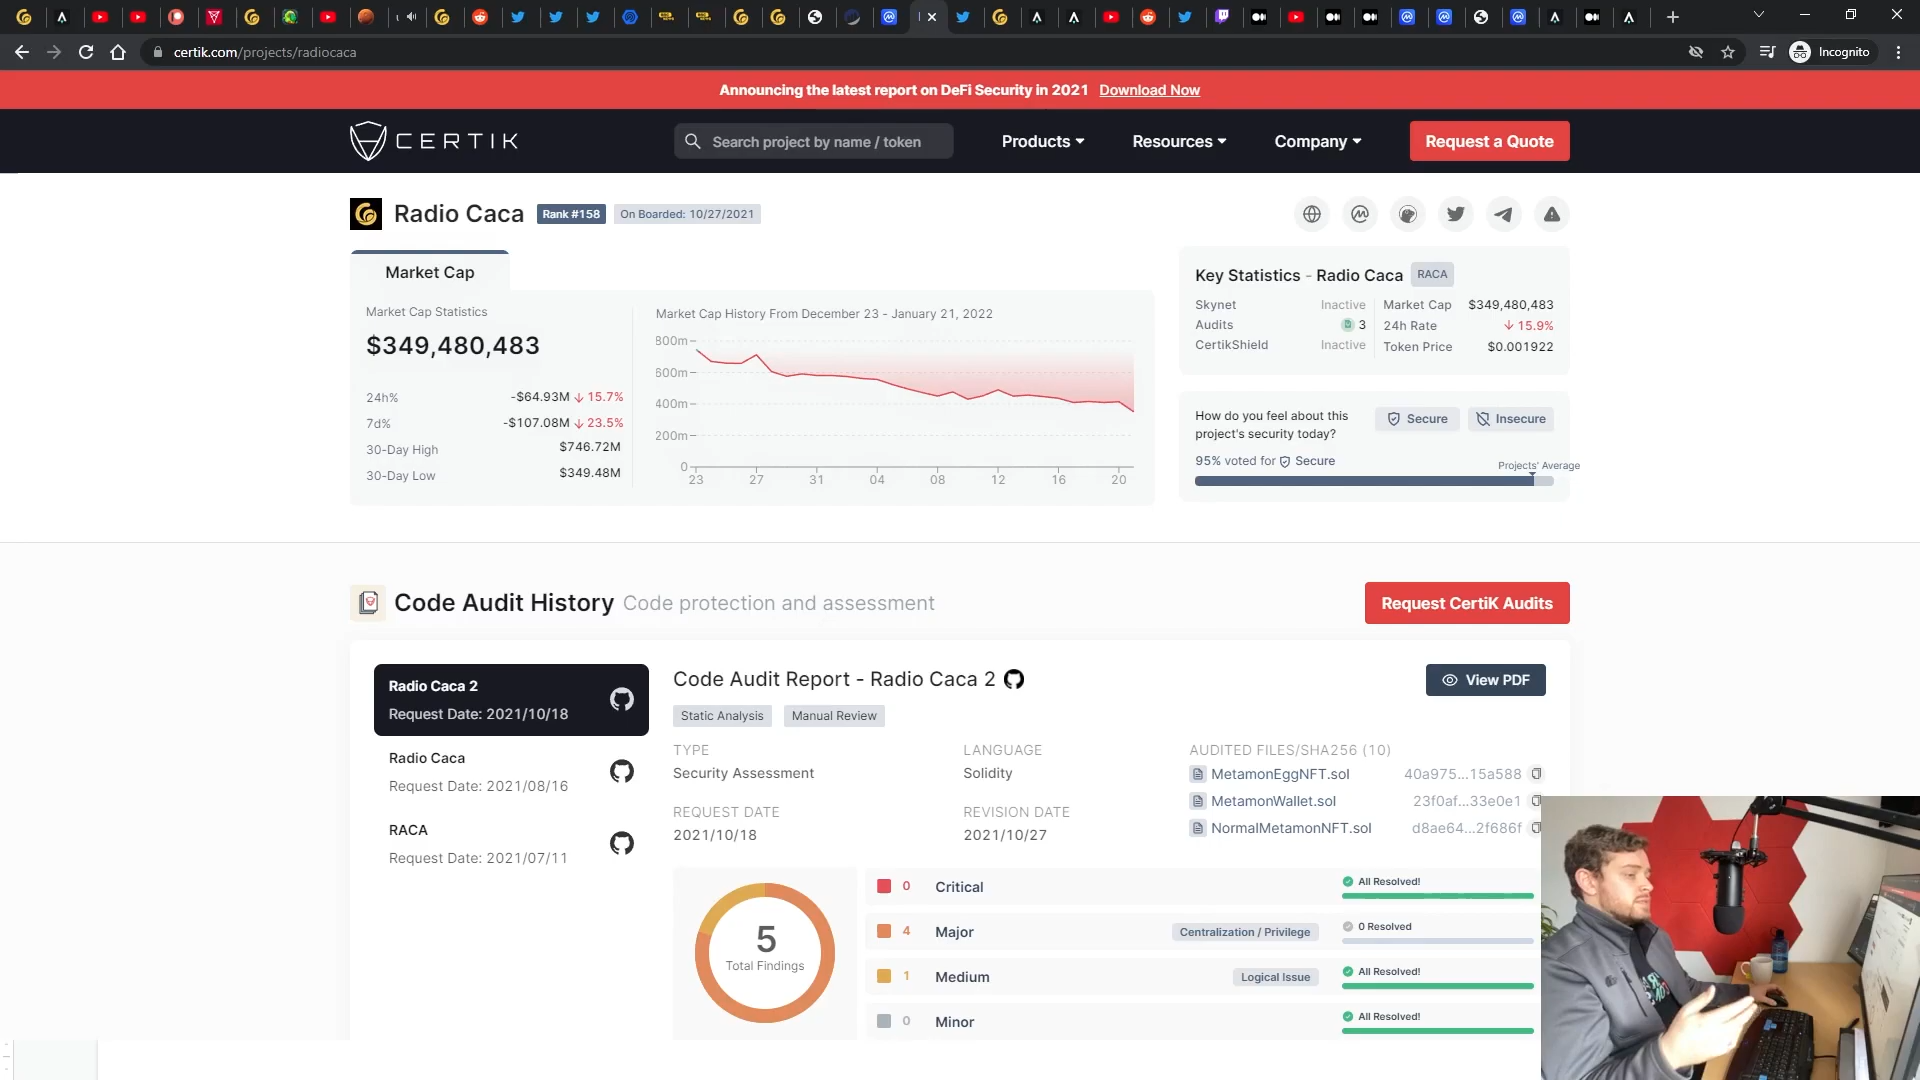 certik.com/projects/radiocaca
Incognito
Announcing the latest report on DeFi Security in 2021 Download Now
CERTIK
Search project by name / token
Products
Resources
Company
Request a Quote
Radio Caca
Rank #158
On Boarded: 10/27/2021
Market Cap
Market Cap Statistics
$349,480,483
24h% -$64.93M 15.7%
7d% -$107.08M 23.5%
30-Day High $746.72M
30-Day Low $349.48M
Market Cap History From December 23 - January 21, 2022
800m
600m
400m
200m
0
23 27 31 04 08 12 16 20
Key Statistics - Radio Caca RACA
Skynet Inactive
Audits 3
CertikShield Inactive
Market Cap $349,480,483
24h Rate 15.9%
Token Price $0.001922
How do you feel about this
project's security today?
Secure
Insecure
95% voted for Secure
Projects' Average
Code Audit History Code protection and assessment
Request CertiK Audits
Radio Caca 2
Request Date: 2021/10/18
Radio Caca
Request Date: 2021/08/16
RACA
Request Date: 2021/07/11
Code Audit Report - Radio Caca 2
View PDF
Static Analysis
Manual Review
TYPE
Security Assessment
LANGUAGE
Solidity
REQUEST DATE
2021/10/18
REVISION DATE
2021/10/27
AUDITED FILES/SHA256 (10)
MetamonEggNFT.sol 40a975...15a588
MetamonWallet.sol 23f0af...33e0e1
NormalMetamonNFT.sol d8ae64...2f686f
5
Total Findings
0 Critical All Resolved!
4 Major Centralization / Privilege 0 Resolved
1 Medium Logical Issue All Resolved!
0 Minor All Resolved!